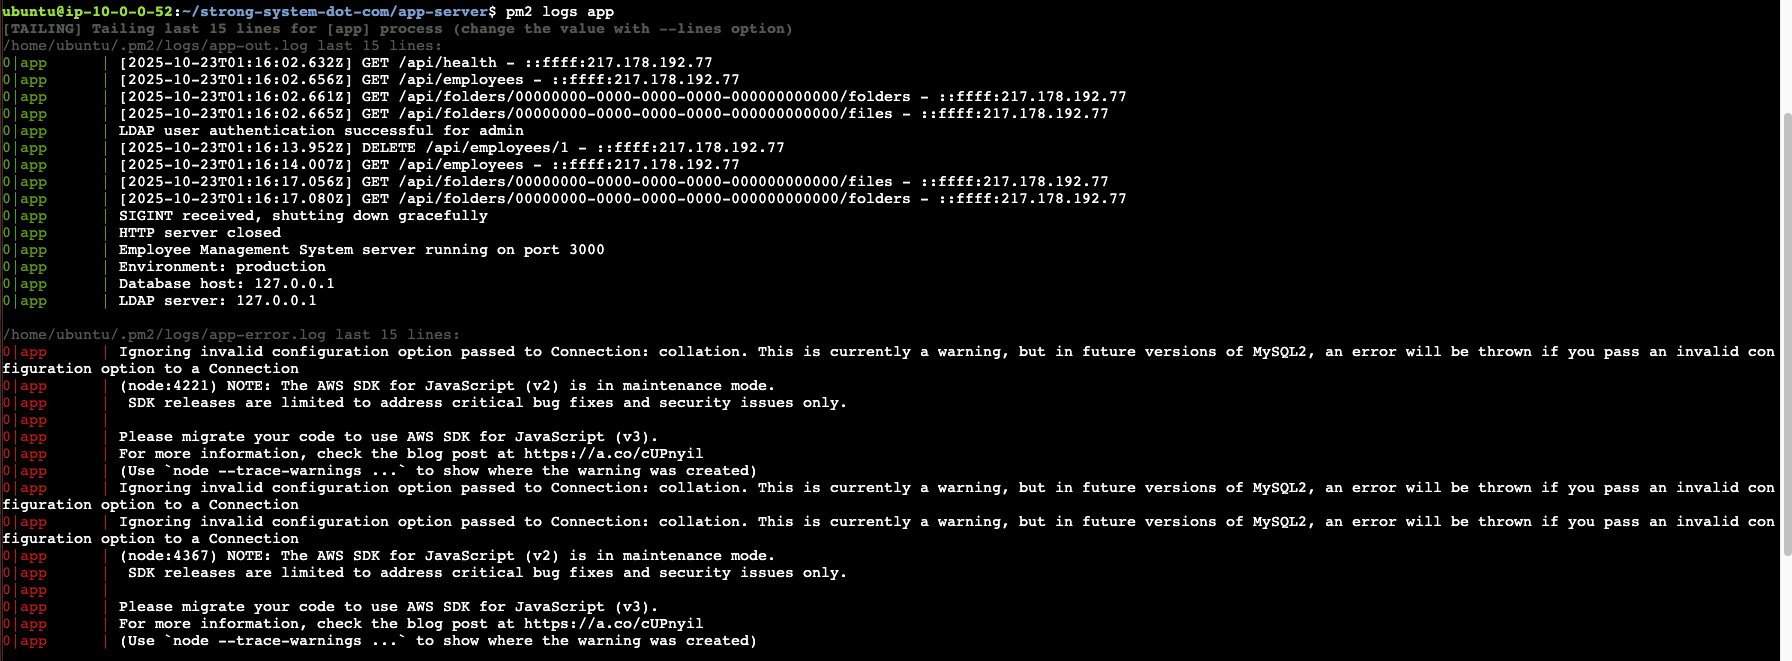 ubuntu@ip-10-0-0-52:~/strong-system-dot-com/app-server$ pm2 logs app
[TAILING] Tailing last 15 lines for [app] process (change the value with --lines option)
/home/ubuntu/.pm2/logs/app-out.log last 15 lines:
0|app      | [2025-10-23T01:16:02.632Z] GET /api/health - ::ffff:217.178.192.77
0|app      | [2025-10-23T01:16:02.656Z] GET /api/employees - ::ffff:217.178.192.77
0|app      | [2025-10-23T01:16:02.661Z] GET /api/folders/00000000-0000-0000-0000-000000000000/folders - ::ffff:217.178.192.77
0|app      | [2025-10-23T01:16:02.665Z] GET /api/folders/00000000-0000-0000-0000-000000000000/files - ::ffff:217.178.192.77
0|app      | LDAP user authentication successful for admin
0|app      | [2025-10-23T01:16:13.952Z] DELETE /api/employees/1 - ::ffff:217.178.192.77
0|app      | [2025-10-23T01:16:14.007Z] GET /api/employees - ::ffff:217.178.192.77
0|app      | [2025-10-23T01:16:17.056Z] GET /api/folders/00000000-0000-0000-0000-000000000000/files - ::ffff:217.178.192.77
0|app      | [2025-10-23T01:16:17.080Z] GET /api/folders/00000000-0000-0000-0000-000000000000/folders - ::ffff:217.178.192.77
0|app      | SIGINT received, shutting down gracefully
0|app      | HTTP server closed
0|app      | Employee Management System server running on port 3000
0|app      | Environment: production
0|app      | Database host: 127.0.0.1
0|app      | LDAP server: 127.0.0.1
/home/ubuntu/.pm2/logs/app-error.log last 15 lines:
0|app      | Ignoring invalid configuration option passed to Connection: collation. This is currently a warning, but in future versions of MySQL2, an error will be thrown if you pass an invalid con
figuration option to a Connection
0|app      | (node:4221) NOTE: The AWS SDK for JavaScript (v2) is in maintenance mode.
0|app      |  SDK releases are limited to address critical bug fixes and security issues only.
0|app      |
0|app      | Please migrate your code to use AWS SDK for JavaScript (v3).
0|app      | For more information, check the blog post at https://a.co/cUPnyil
0|app      | (Use `node --trace-warnings ...` to show where the warning was created)
0|app      | Ignoring invalid configuration option passed to Connection: collation. This is currently a warning, but in future versions of MySQL2, an error will be thrown if you pass an invalid con
figuration option to a Connection
0|app      | Ignoring invalid configuration option passed to Connection: collation. This is currently a warning, but in future versions of MySQL2, an error will be thrown if you pass an invalid con
figuration option to a Connection
0|app      | (node:4367) NOTE: The AWS SDK for JavaScript (v2) is in maintenance mode.
0|app      |  SDK releases are limited to address critical bug fixes and security issues only.
0|app      |
0|app      | Please migrate your code to use AWS SDK for JavaScript (v3).
0|app      | For more information, check the blog post at https://a.co/cUPnyil
0|app      | (Use `node --trace-warnings ...` to show where the warning was created)